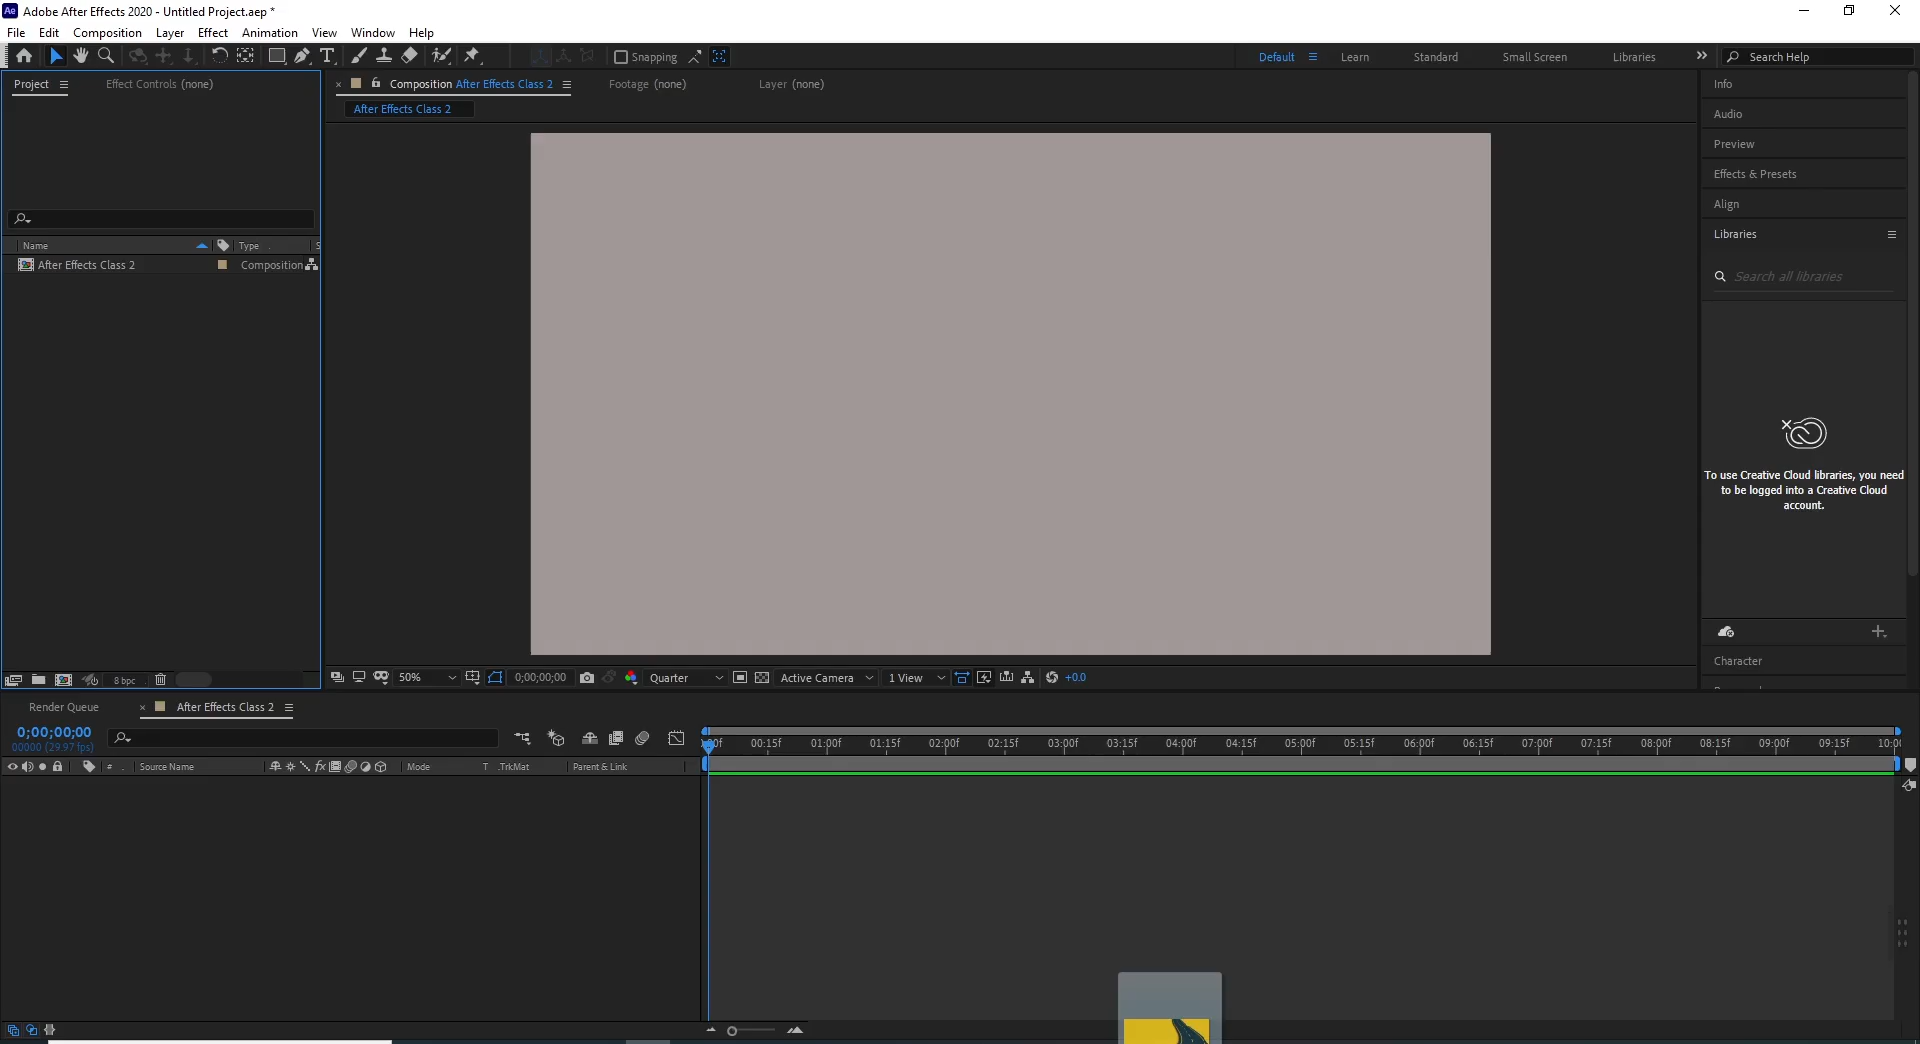 Ae Adobe After Effects 2020 - Untitled Project.aep *
File Edit Composition Layer Effect Animation View Window Help
Snapping Default Learn Standard Small Screen Libraries Search Help
Project Effect Controls (none)
Composition After Effects Class 2 Footage (none) Layer (none)
After Effects Class 2
Info
Audio
Preview
Effects & Presets
Align
Libraries
Search all libraries
Name Type S
After Effects Class 2 Composition
To use Creative Cloud libraries, you need
to be logged into a Creative Cloud
account.
Character
8 bpc
50% 0;00;00;00 Quarter Active Camera 1 View +0.0
Render Queue After Effects Class 2
0;00;00;00
00000 (29.97 fps)
00f 00:15f 01:00f 01:15f 02:00f 02:15f 03:00f 03:15f 04:00f 04:15f 05:00f 05:15f 06:00f 06:15f 07:00f 07:15f 08:00f 08:15f 09:00f 09:15f 10:0
# . Source Name fx Mode T .TrkMat Parent & Link